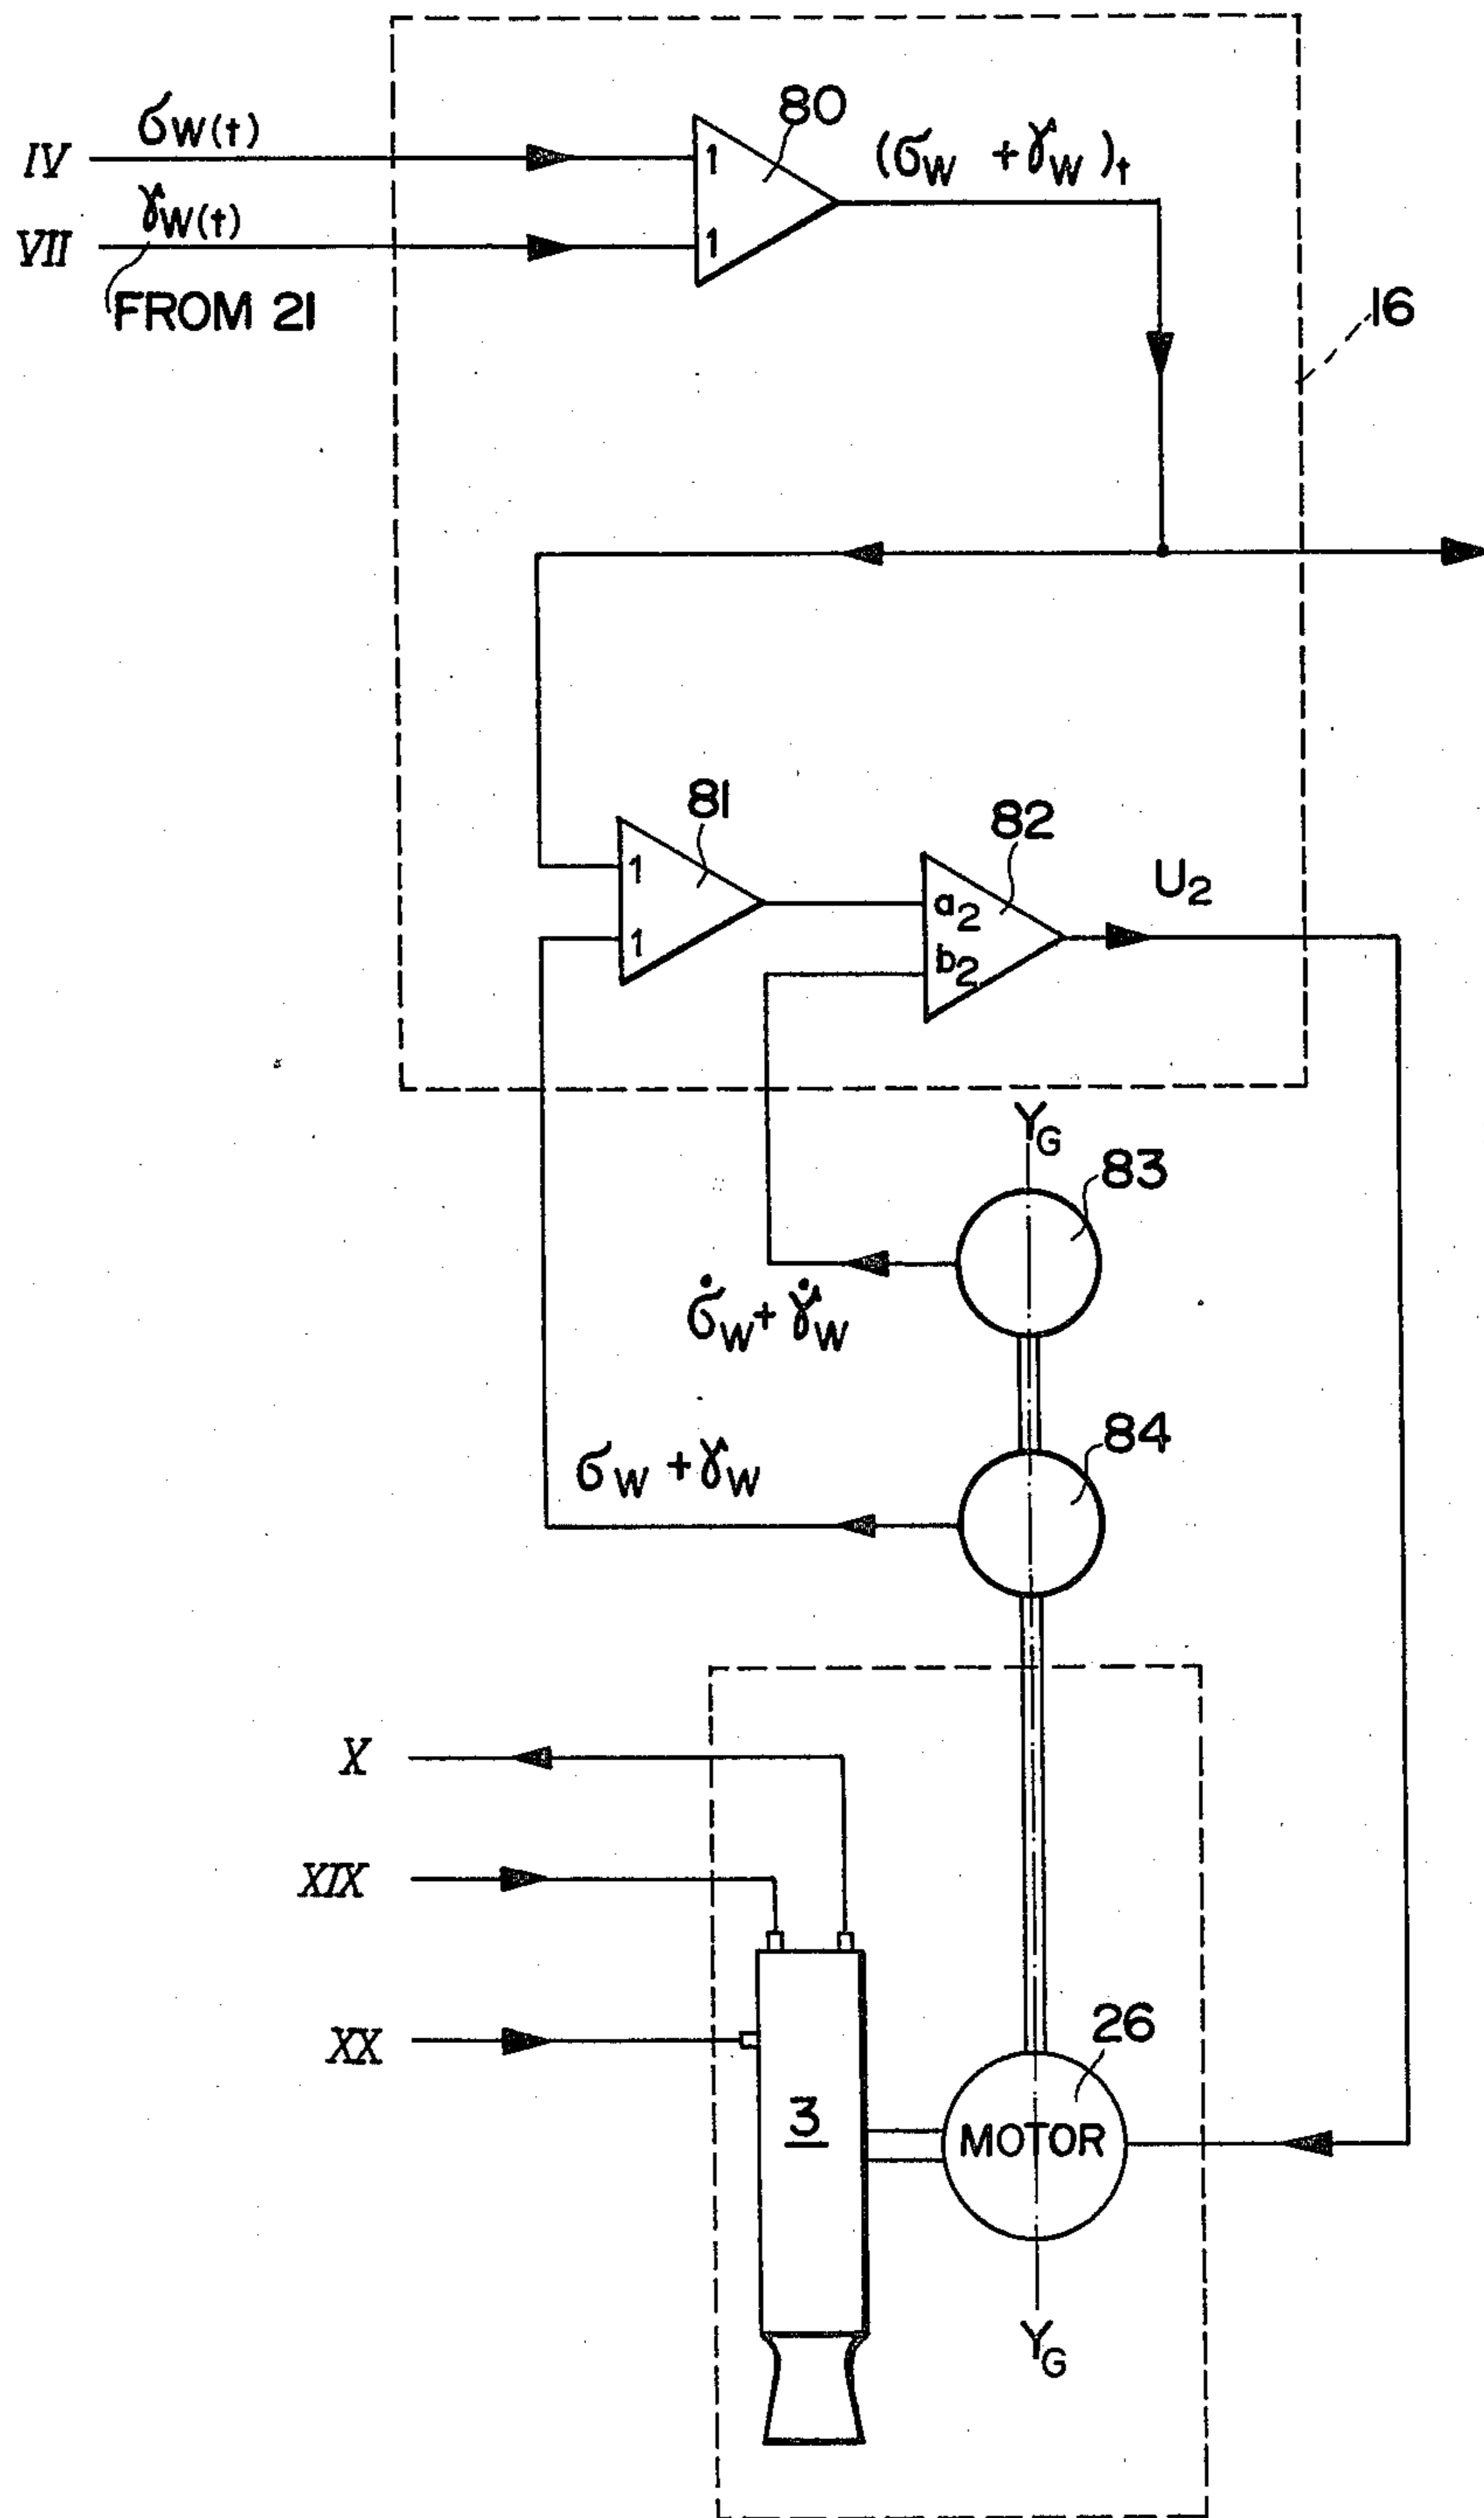 IV
σW(t)
80
1
(σW +γW)t
VII
γW(t)
1
FROM 21
16
81
82
1
a2
U2
1
b2
YG
83
σ̇W+γ̇W
84
σW +γW
X
XIX
XX
26
3
MOTOR
YG